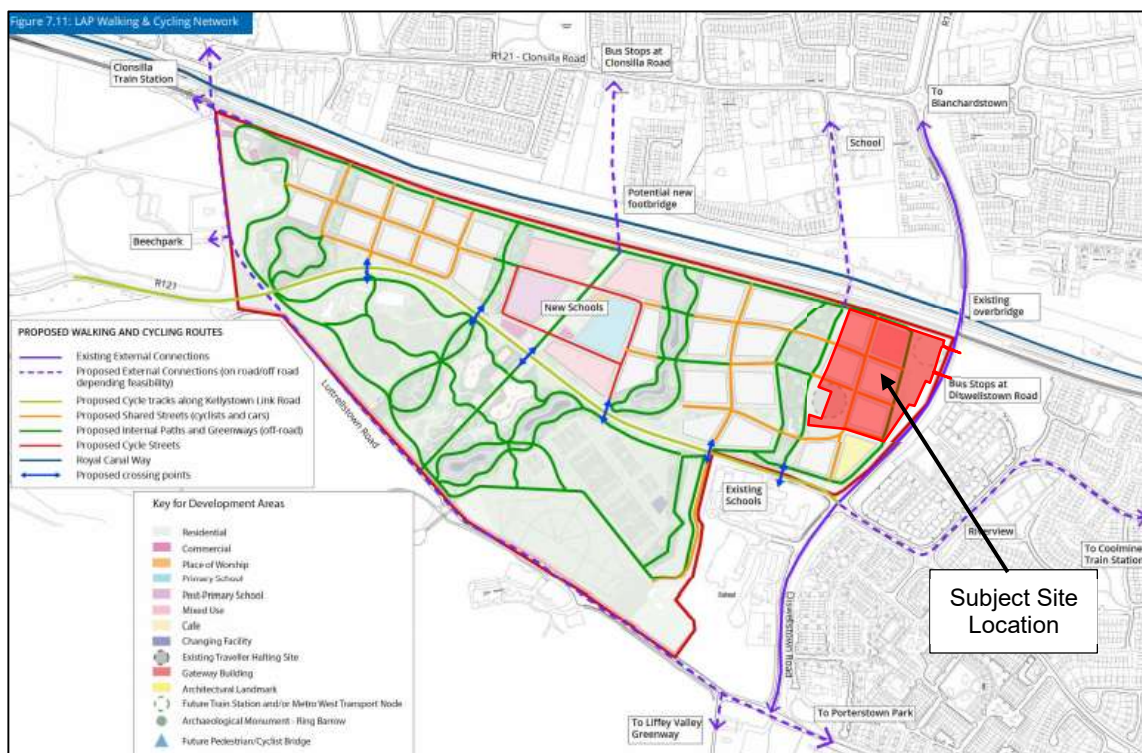 Figure 7.11: LAP Walking & Cycling Network
R121 - Clonsilla Road
Bus Stops at
Clonsilla Road
Clonsilla
Train Station
To
Blanchardstown
School
Potential new
footbridge
Beechpark
R121
New Schools
Existing
overbridge
Bus Stops at
Diswellstown Road
PROPOSED WALKING AND CYCLING ROUTES
Existing External Connections
Proposed External Connections (on road/off road
depending feasibility)
Proposed Cycle tracks along Kellystown Link Road
Proposed Shared Streets (cyclists and cars)
Proposed Internal Paths and Greenways (off-road)
Proposed Cycle Streets
Royal Canal Way
Proposed crossing points
Luttrellstown Road
Existing
Schools
Riverview
To Coolmine
Train Station
Key for Development Areas
Residential
Commercial
Place of Worship
Primary School
Post-Primary School
Mixed Use
Cafe
Changing Facility
Existing Traveller Halting Site
Gateway Building
Architectural Landmark
Future Train Station and/or Metro West Transport Node
Archaeological Monument - Ring Barrow
Future Pedestrian/Cyclist Bridge
Subject Site
Location
Diswellstown Road
To Liffey Valley
Greenway
To Porterstown Park